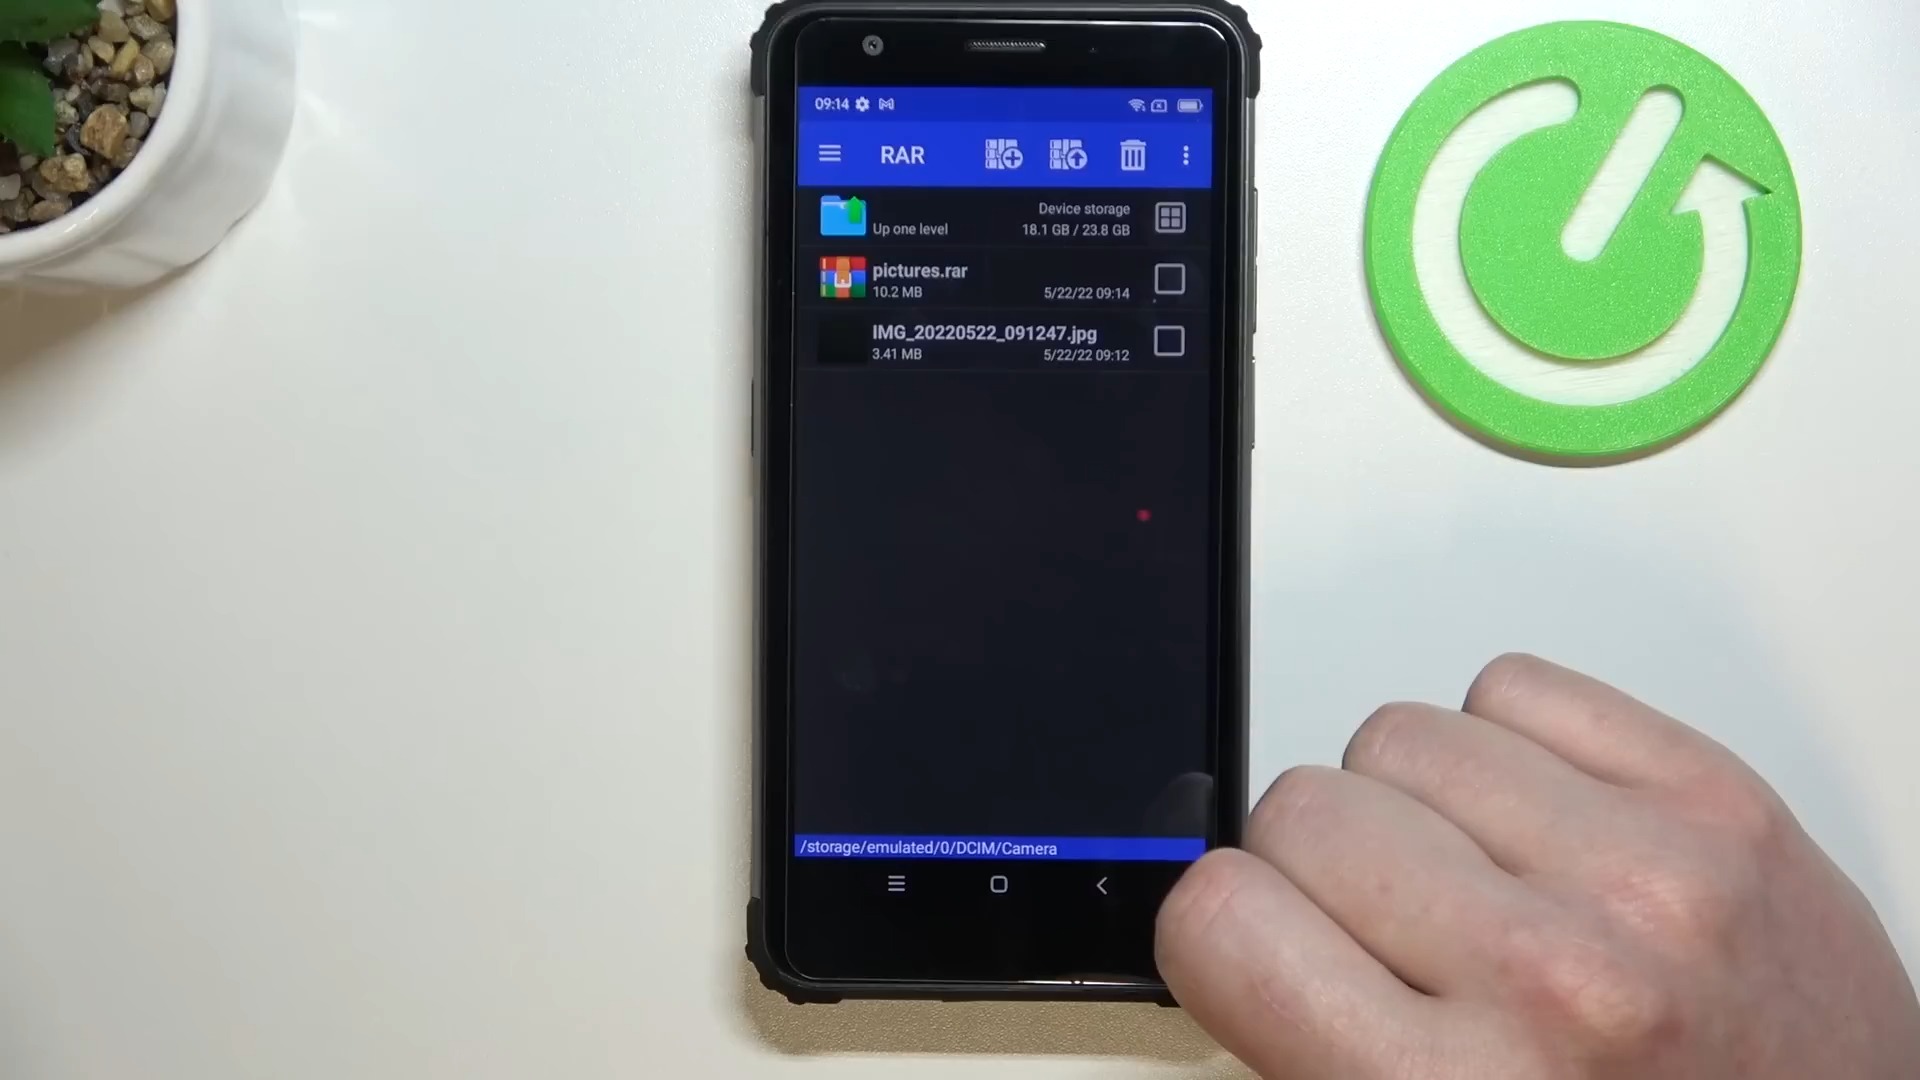 09:14
RAR
Device storage
Up one level
18.1 GB / 23.8 GB
pictures.rar
10.2 MB
5/22/22 09:14
IMG_20220522_091247.jpg
3.41 MB
5/22/22 09:12
/storage/emulated/0/DCIM/Camera